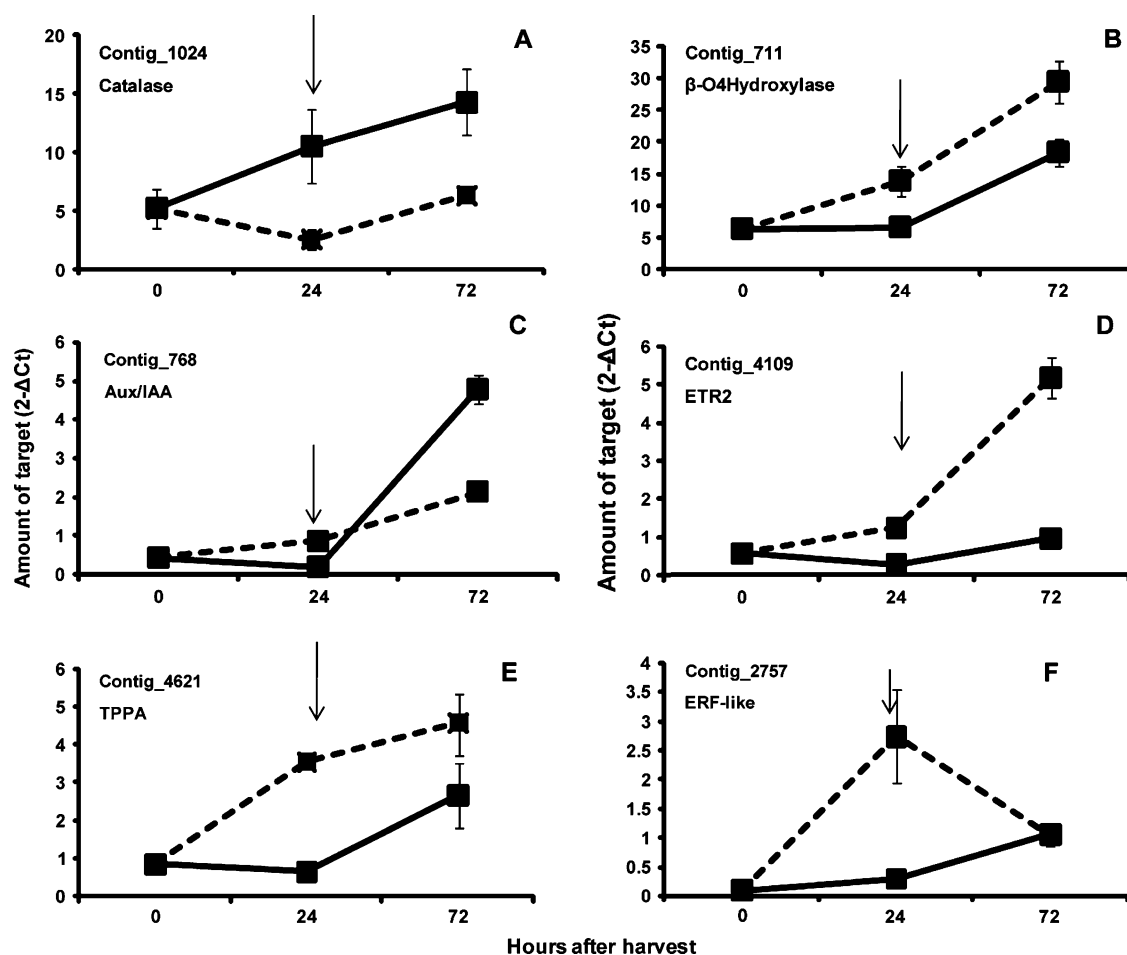 A
Contig_1024
Catalase
20
15
10
5
0
0 24 72
B
Contig_711
β-O4Hydroxylase
35
30
25
20
15
10
5
0
0 24 72
C
Contig_768
Aux/IAA
6
5
4
3
2
1
0
0 24 72
Amount of target (2-ΔCt)
D
Contig_4109
ETR2
6
5
4
3
2
1
0
0 24 72
Amount of target (2-ΔCt)
E
Contig_4621
TPPA
6
5
4
3
2
1
0
0 24 72
F
Contig_2757
ERF-like
4
3.5
3
2.5
2
1.5
1
0.5
0
0 24 72
Hours after harvest